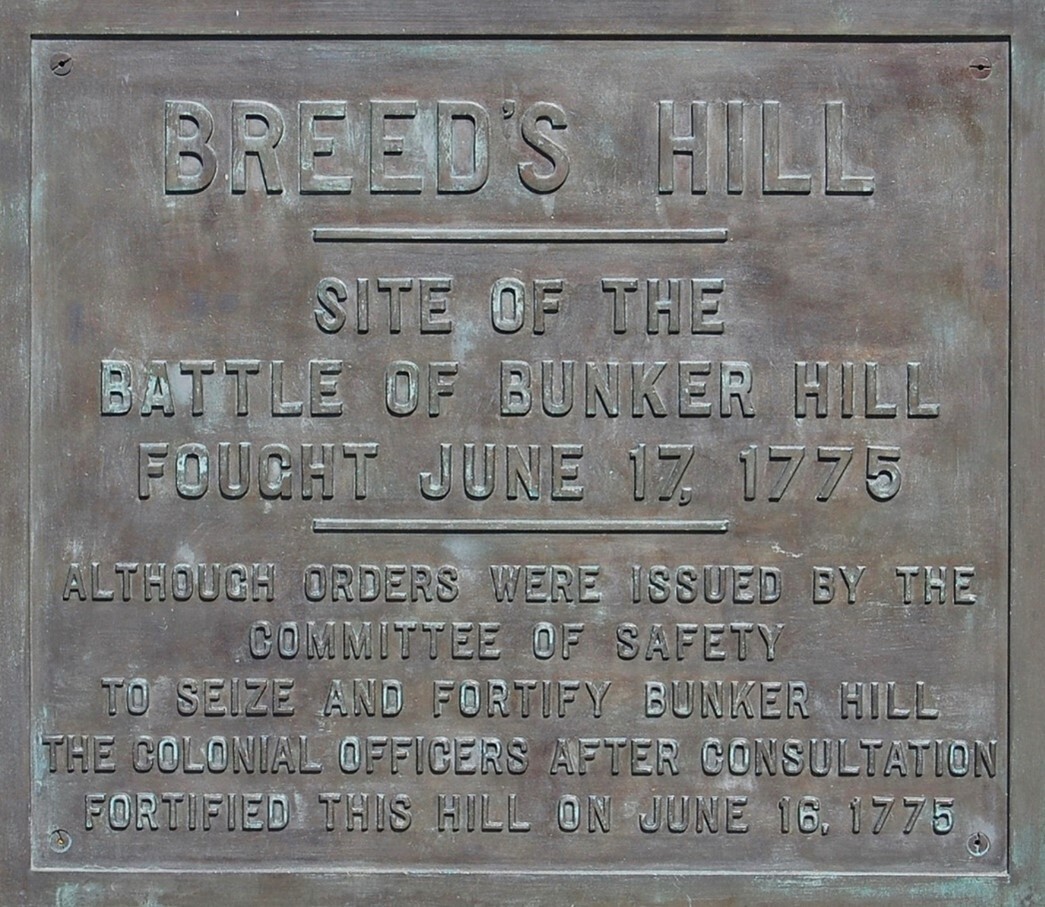 BREED'S HILL
SITE OF THE
BATTLE OF BUNKER HILL
FOUGHT JUNE 17, 1775
ALTHOUGH ORDERS WERE ISSUED BY THE
COMMITTEE OF SAFETY
TO SEIZE AND FORTIFY BUNKER HILL
THE COLONIAL OFFICERS AFTER CONSULTATION
FORTIFIED THIS HILL ON JUNE 16, 1775